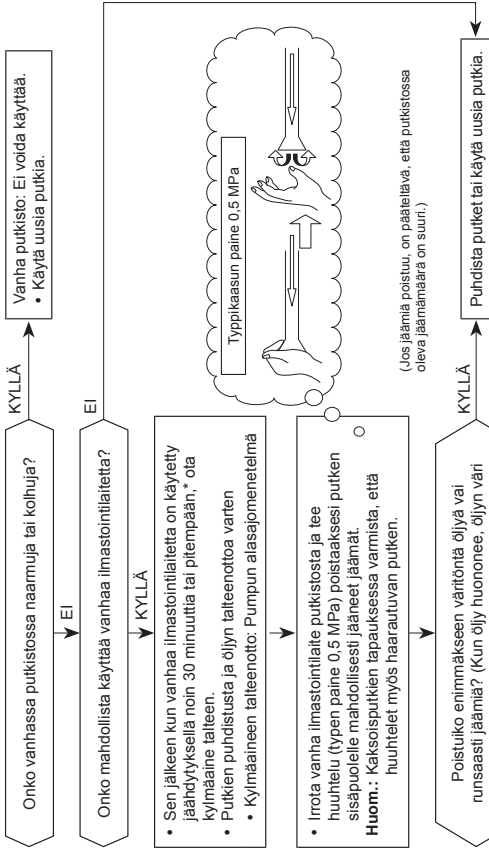 Onko vanhassa putkistossa naarmuja tai kolhuja?
KYLLÄ
Vanha putkisto: Ei voida käyttää.
• Käytä uusia putkia.
EI
Onko mahdollista käyttää vanhaa ilmastointilaitetta?
EI
KYLLÄ
• Sen jälkeen kun vanhaa ilmastointilaitetta on käytetty
jäähdytyksellä noin 30 minuuttia tai pitempään,* ota
kylmäaine talteen.
• Putkien puhdistusta ja öljyn talteenottoa varten
• Kylmäaineen talteenotto: Pumpun alasajomenetelmä
Typpikaasun paine 0,5 MPa
• Irrota vanha ilmastointilaite putkistosta ja tee
huuhtelu (typen paine 0,5 MPa) poistaaksesi putken
sisäpuolelle mahdollisesti jääneet jäämät.
Huom.: Kaksoisputkien tapauksessa varmista, että
huuhtelet myös haarautuvan putken.
(Jos jäämiä poistuu, on pääteltävä, että putkistossa
oleva jäämämäärä on suuri.)
Poistuiko enimmäkseen väritöntä öljyä vai
runsaasti jäämiä? (Kun öljy huononee, öljyn väri
KYLLÄ
Puhdista putket tai käytä uusia putkia.